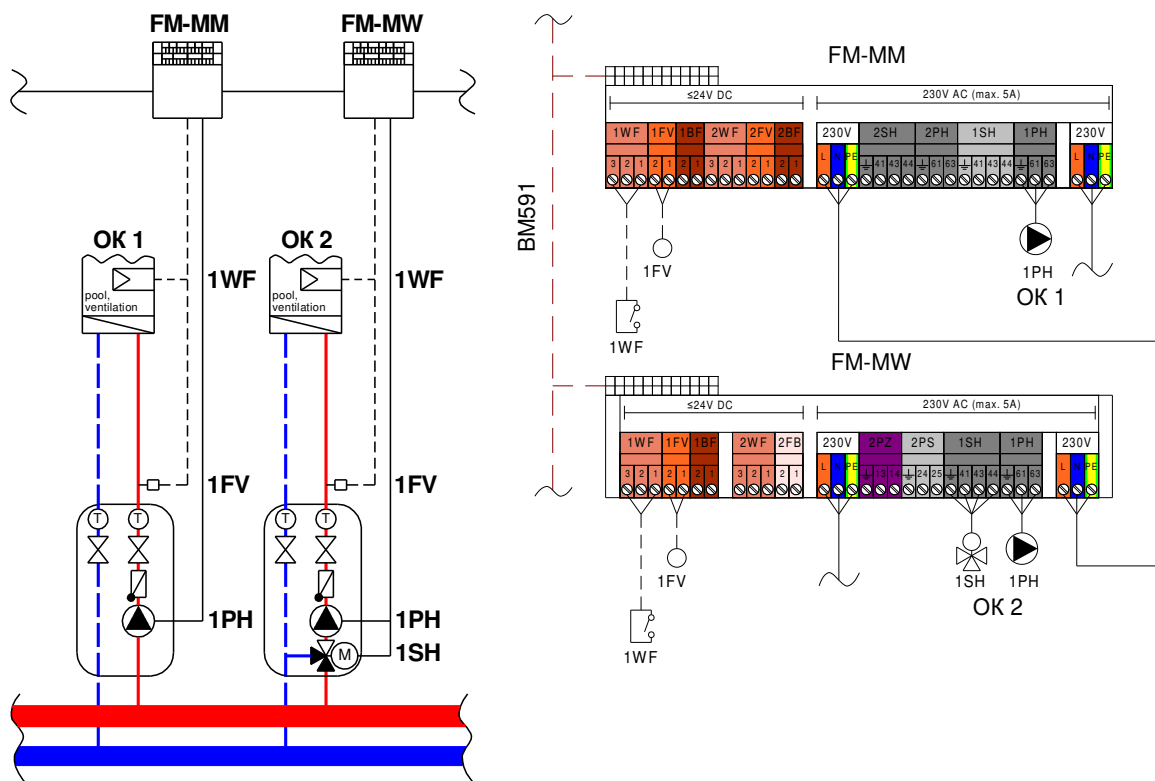 FM-MM
FM-MW
ОК 1
ОК 2
1WF
1WF
pool,
ventilation
pool,
ventilation
1FV
1FV
T
T
T
T
1PH
1PH
1SH
M
BM591
FM-MM
≤24V DC
230V AC (max. 5A)
1WF 1FV 1BF 2WF 2FV 2BF 230V 2SH 2PH 1SH 1PH 230V
3 2 1 2 1 2 1 3 2 1 2 1 2 1 L N PE 41 43 44 61 63 41 43 44 61 63 L N PE
1FV
1PH
ОК 1
1WF
FM-MW
≤24V DC
230V AC (max. 5A)
1WF 1FV 1BF 2WF 2FB 230V 2PZ 2PS 1SH 1PH 230V
3 2 1 2 1 2 1 3 2 1 2 1 L N PE 13 14 24 25 41 43 44 61 63 L N PE
1FV
1SH
1PH
ОК 2
1WF